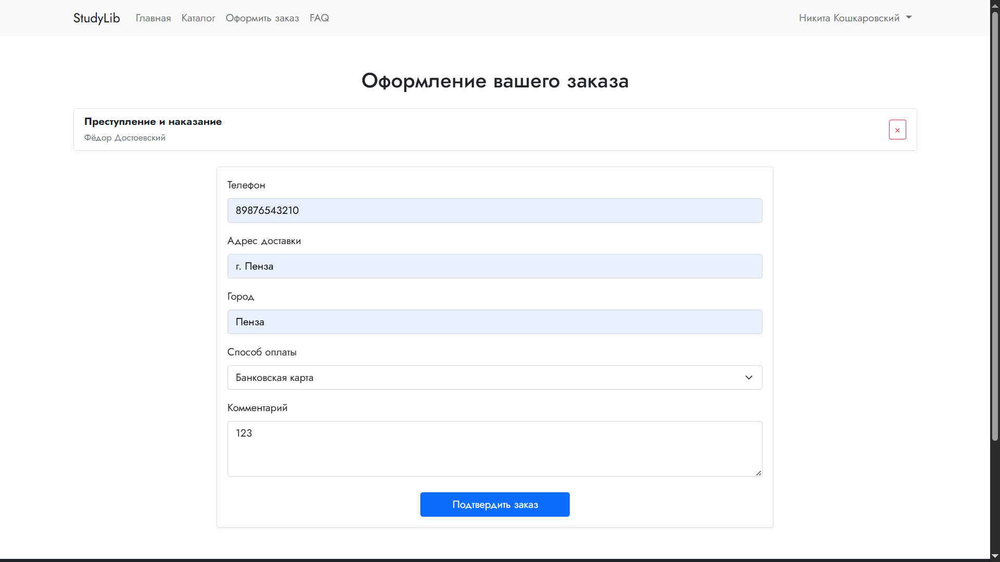 StudyLib Главная Каталог Оформить заказ FAQ Никита Кошкаровский
Оформление вашего заказа
Преступление и наказание
Фёдор Достоевский
×
Телефон
89876543210
Адрес доставки
г. Пенза
Город
Пенза
Способ оплаты
Банковская карта
Комментарий
123
Подтвердить заказ